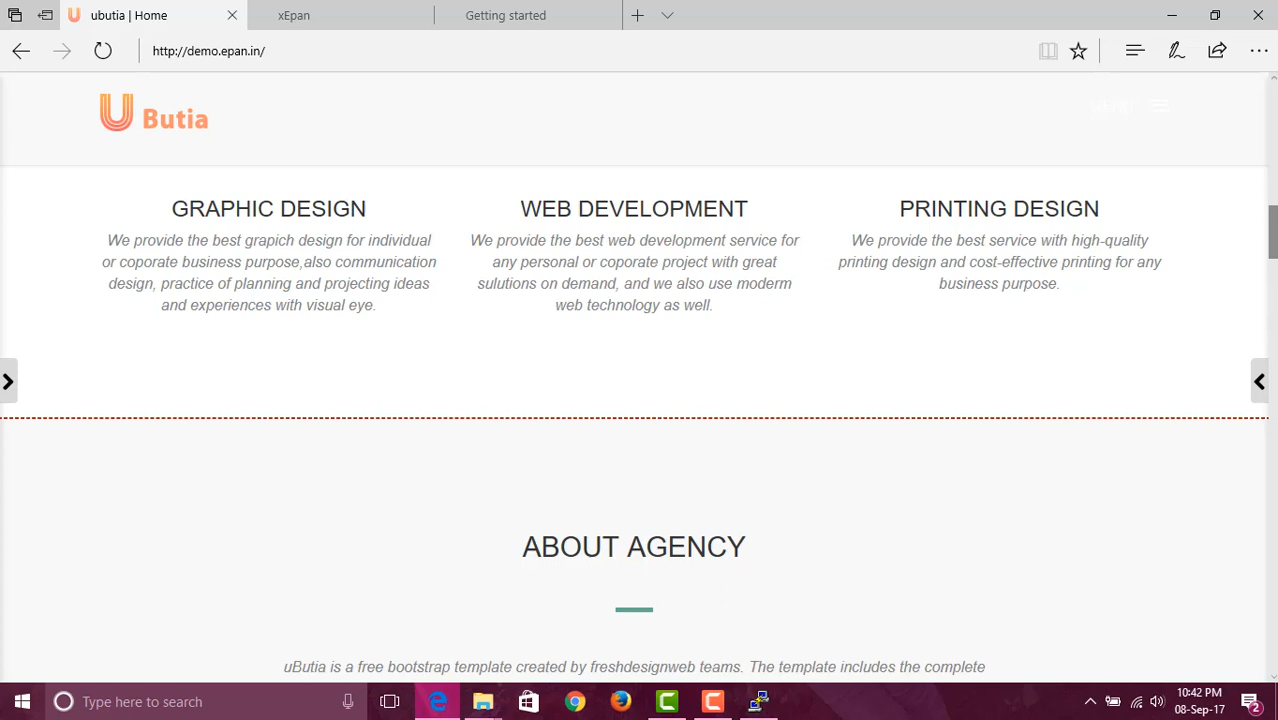 ubutia | Home
xEpan
Getting started
http://demo.epan.in/
U Butia
GRAPHIC DESIGN
We provide the best grapich design for individual
or coporate business purpose,also communication
design, practice of planning and projecting ideas
and experiences with visual eye.
WEB DEVELOPMENT
We provide the best web development service for
any personal or coporate project with great
sulutions on demand, and we also use moderm
web technology as well.
PRINTING DESIGN
We provide the best service with high-quality
printing design and cost-effective printing for any
business purpose.
ABOUT AGENCY
uButia is a free bootstrap template created by freshdesignweb teams. The template includes the complete
Type here to search
10:42 PM
08-Sep-17
2